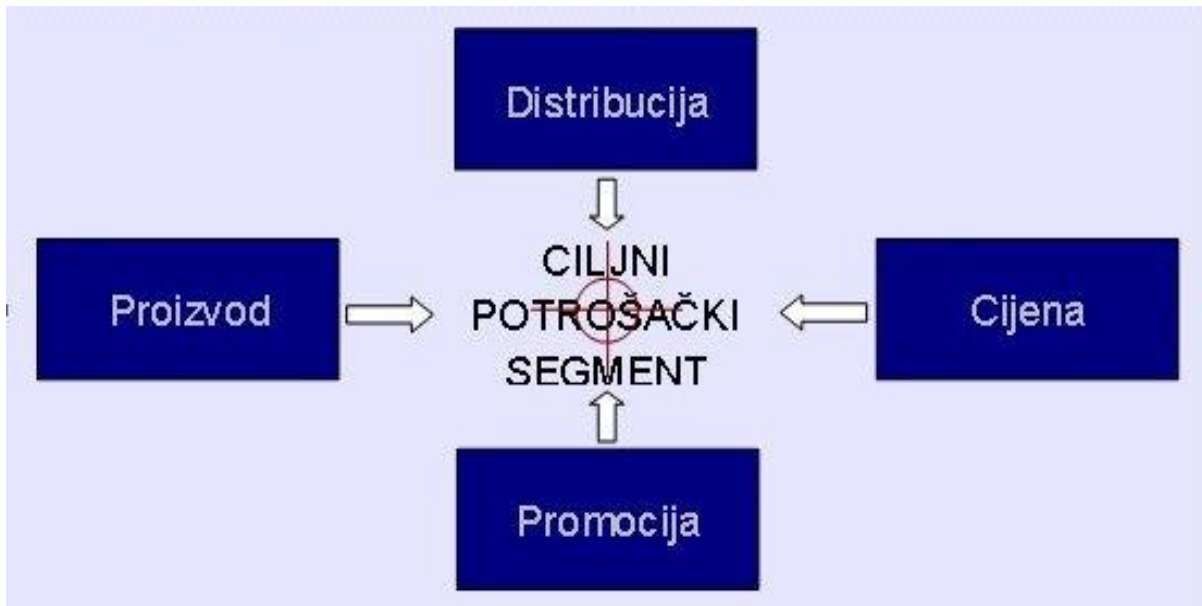 Distribucija
CILJNI
Proizvod
POTROŠAČKI
Cijena
SEGMENT
Promocija